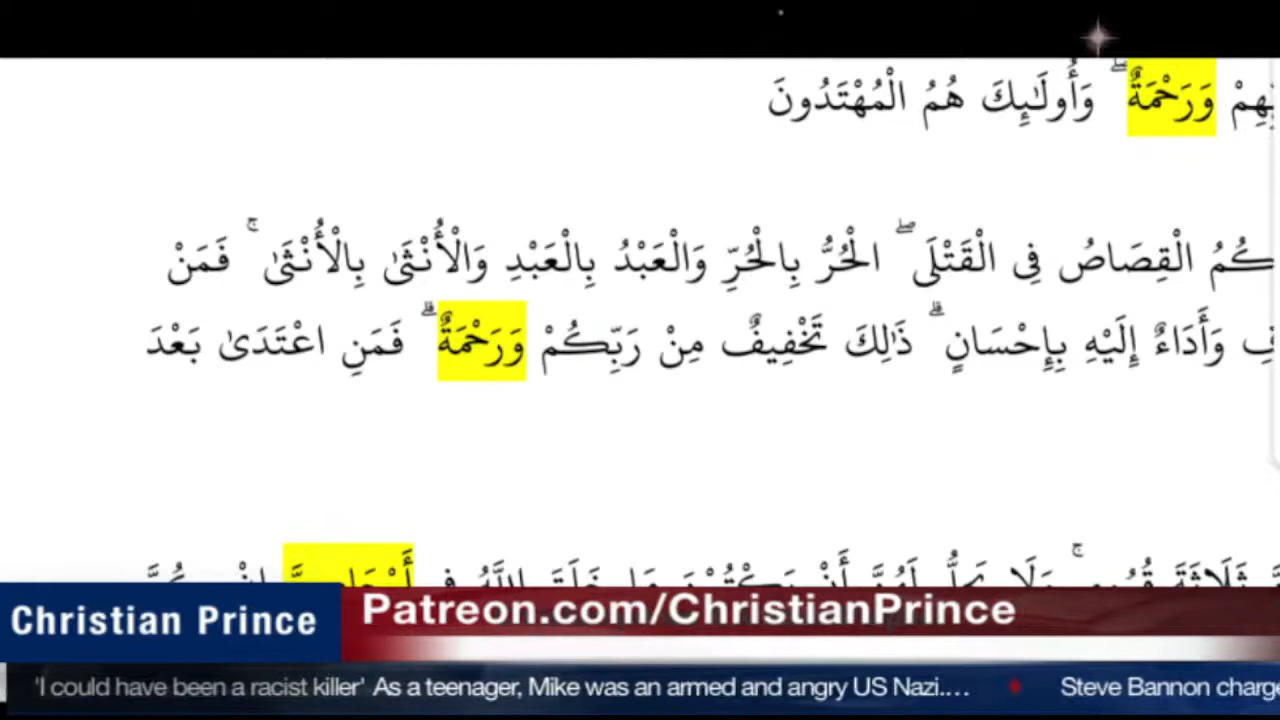 وَرَحْمَةٌ ۖ وَأُولَٰئِكَ هُمُ الْمُهْتَدُونَ
الْقِصَاصُ فِي الْقَتْلَى ۖ الْحُرُّ بِالْحُرِّ وَالْعَبْدُ بِالْعَبْدِ وَالْأُنْثَىٰ بِالْأُنْثَىٰ ۚ فَمَنْ
وَأَدَاءٌ إِلَيْهِ بِإِحْسَانٍ ۗ ذَٰلِكَ تَخْفِيفٌ مِنْ رَبِّكُمْ وَرَحْمَةٌ ۗ فَمَنِ اعْتَدَىٰ بَعْدَ
ثَلَاثَةَ
Christian Prince
Patreon.com/ChristianPrince
'I could have been a racist killer' As a teenager, Mike was an armed and angry US Nazi.... ♦ Steve Bannon charge